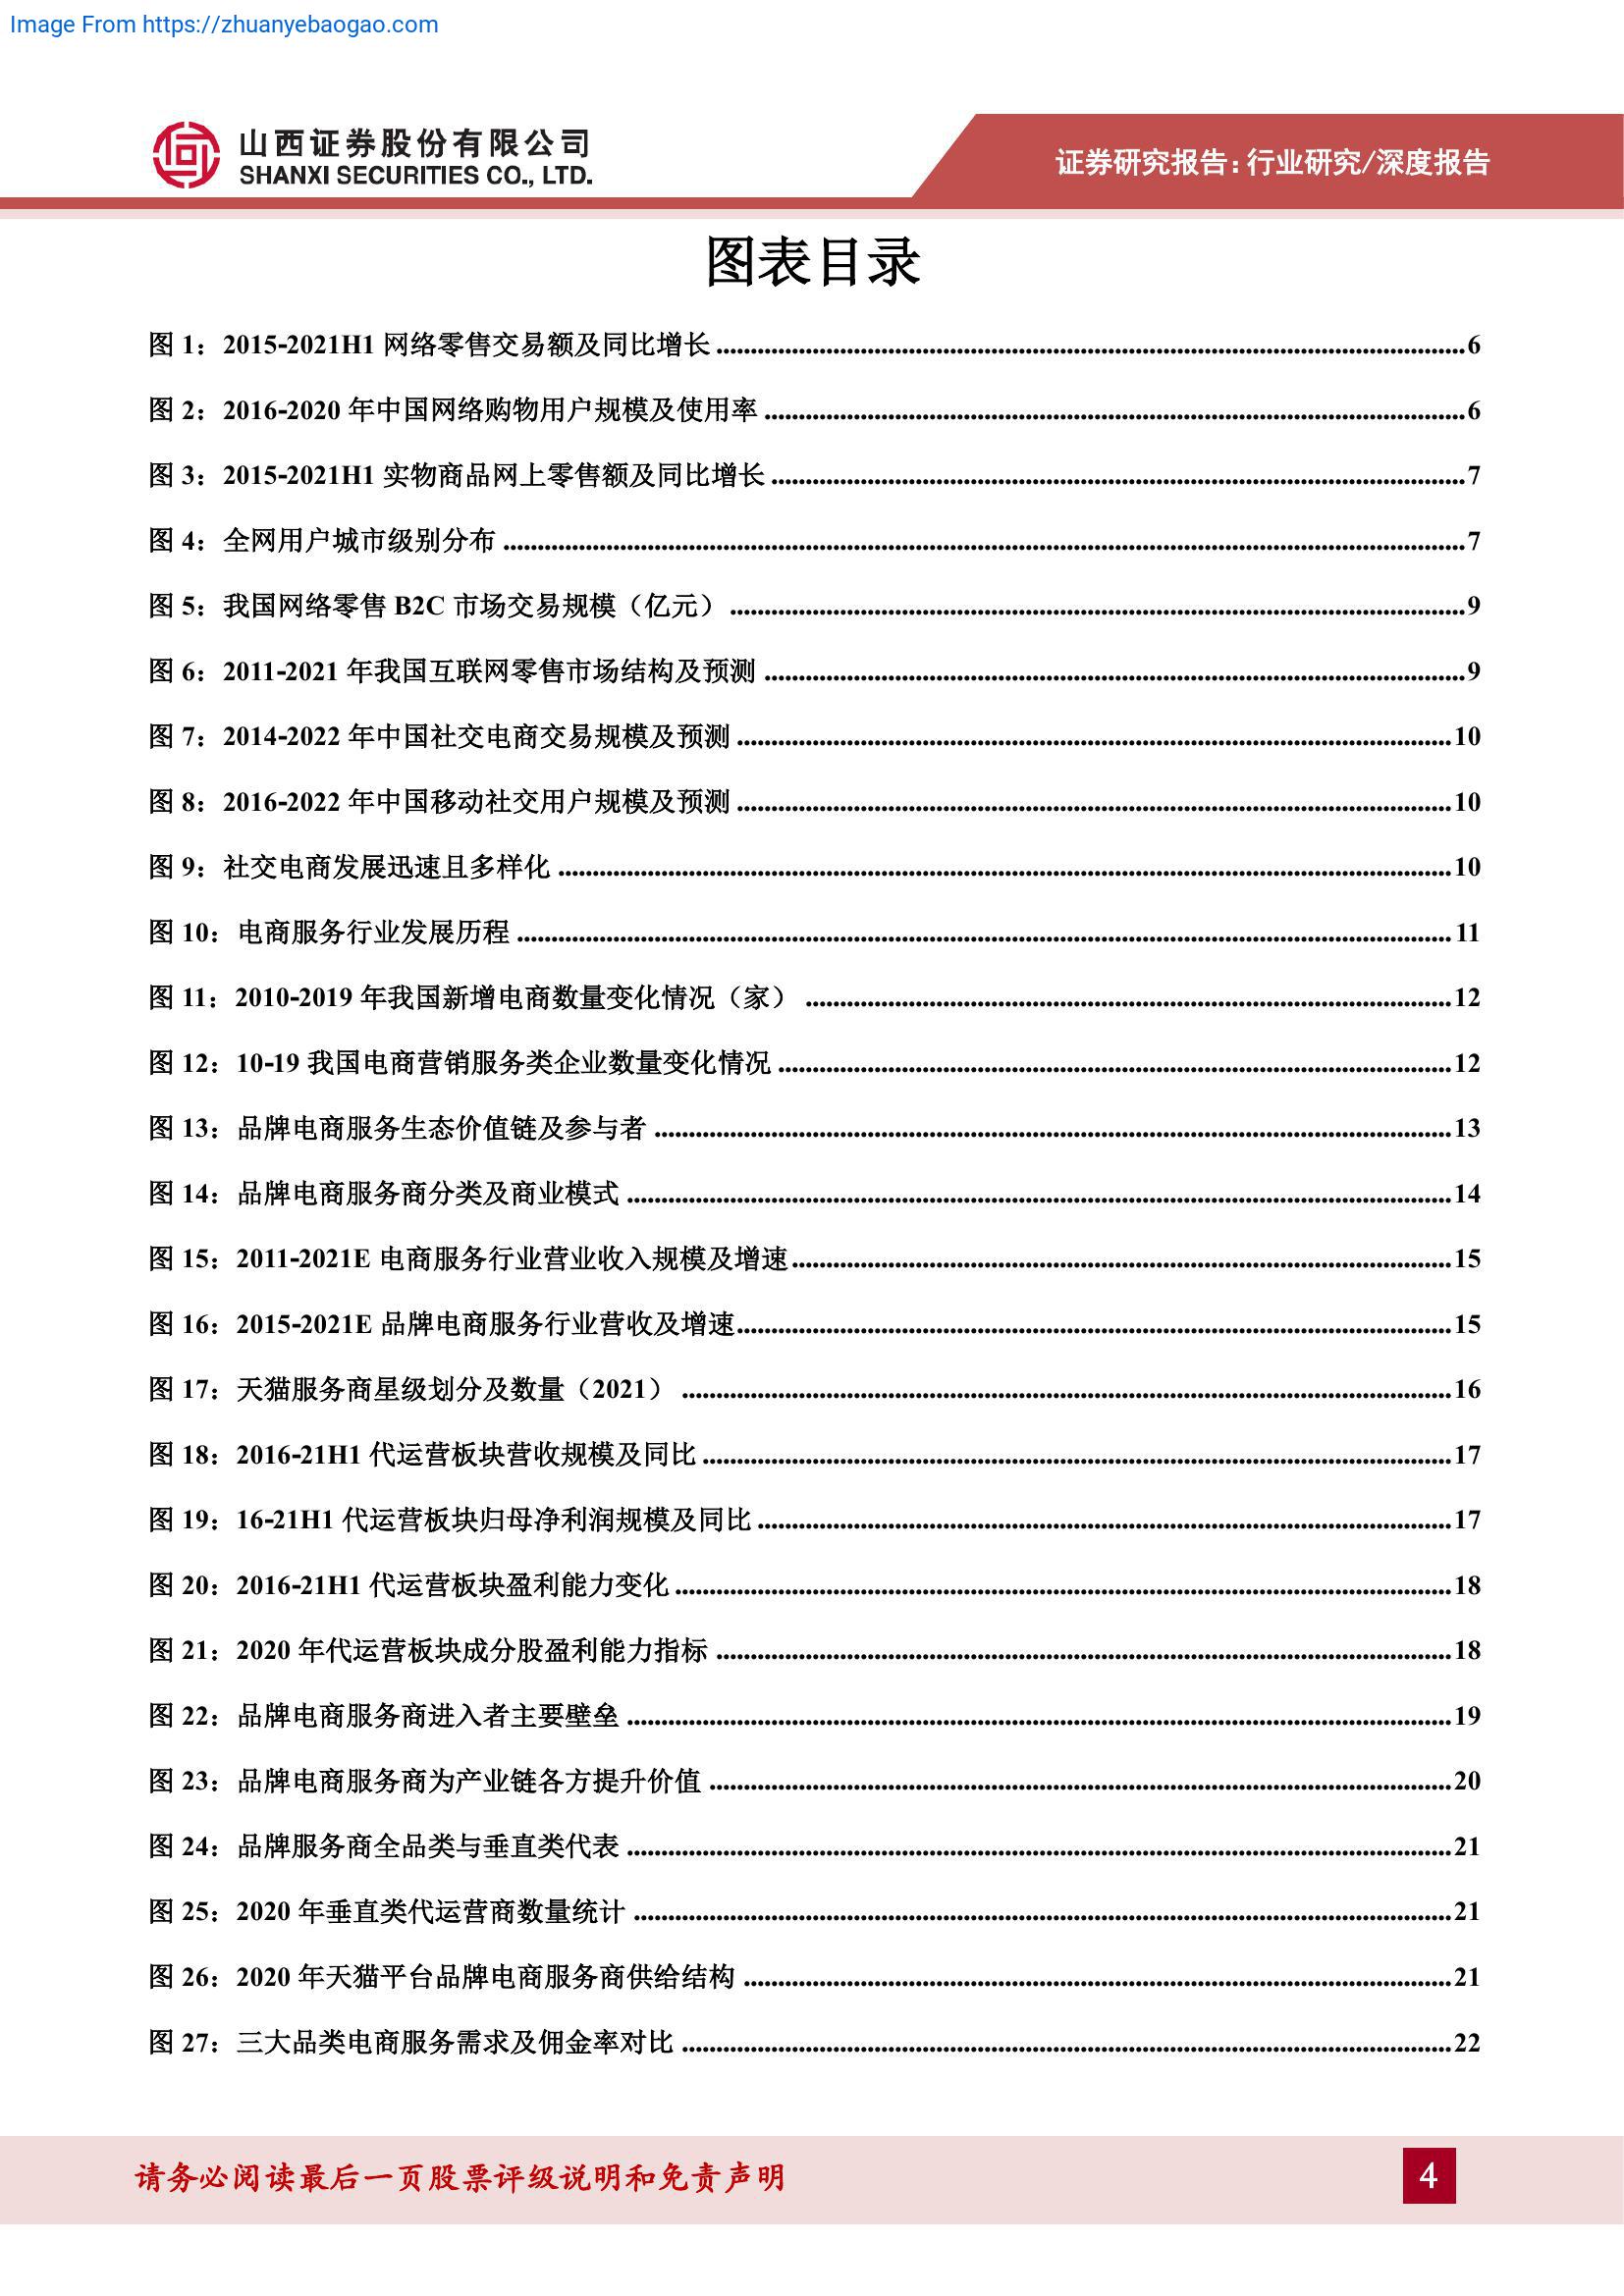 Image From https://zhuanyebaogao.com
山西证券股份有限公司
SHANXI SECURITIES CO., LTD.
证券研究报告：行业研究/深度报告
图表目录
图 1：2015-2021H1 网络零售交易额及同比增长........6
图 2：2016-2020 年中国网络购物用户规模及使用率........6
图 3：2015-2021H1 实物商品网上零售额及同比增长........7
图 4：全网用户城市级别分布........7
图 5：我国网络零售 B2C 市场交易规模（亿元）........9
图 6：2011-2021 年我国互联网零售市场结构及预测........9
图 7：2014-2022 年中国社交电商交易规模及预测........10
图 8：2016-2022 年中国移动社交用户规模及预测........10
图 9：社交电商发展迅速且多样化........10
图 10：电商服务行业发展历程........11
图 11：2010-2019 年我国新增电商数量变化情况（家）........12
图 12：10-19 我国电商营销服务类企业数量变化情况........12
图 13：品牌电商服务生态价值链及参与者........13
图 14：品牌电商服务商分类及商业模式........14
图 15：2011-2021E 电商服务行业营业收入规模及增速........15
图 16：2015-2021E 品牌电商服务行业营收及增速........15
图 17：天猫服务商星级划分及数量（2021）........16
图 18：2016-21H1 代运营板块营收规模及同比........17
图 19：16-21H1 代运营板块归母净利润规模及同比........17
图 20：2016-21H1 代运营板块盈利能力变化........18
图 21：2020 年代运营板块成分股盈利能力指标........18
图 22：品牌电商服务商进入者主要壁垒........19
图 23：品牌电商服务商为产业链各方提升价值........20
图 24：品牌服务商全品类与垂直类代表........21
图 25：2020 年垂直类代运营商数量统计........21
图 26：2020 年天猫平台品牌电商服务商供给结构........21
图 27：三大品类电商服务需求及佣金率对比........22
请务必阅读最后一页股票评级说明和免责声明
4